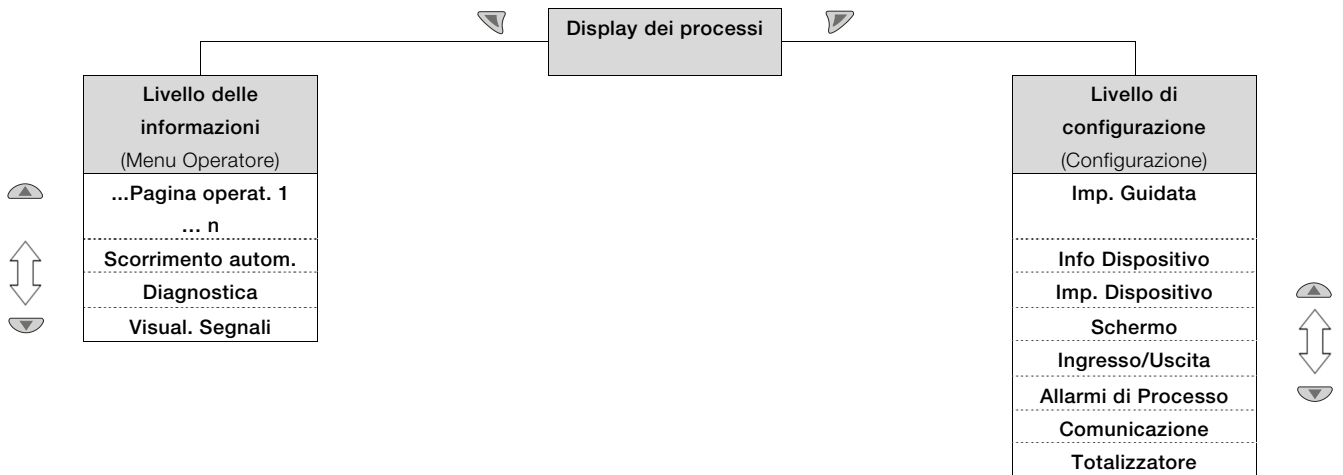 Display dei processi
Livello delle
informazioni
(Menu Operatore)
...Pagina operat. 1
... n
Scorrimento autom.
Diagnostica
Visual. Segnali
Livello di
configurazione
(Configurazione)
Imp. Guidata
Info Dispositivo
Imp. Dispositivo
Schermo
Ingresso/Uscita
Allarmi di Processo
Comunicazione
Totalizzatore